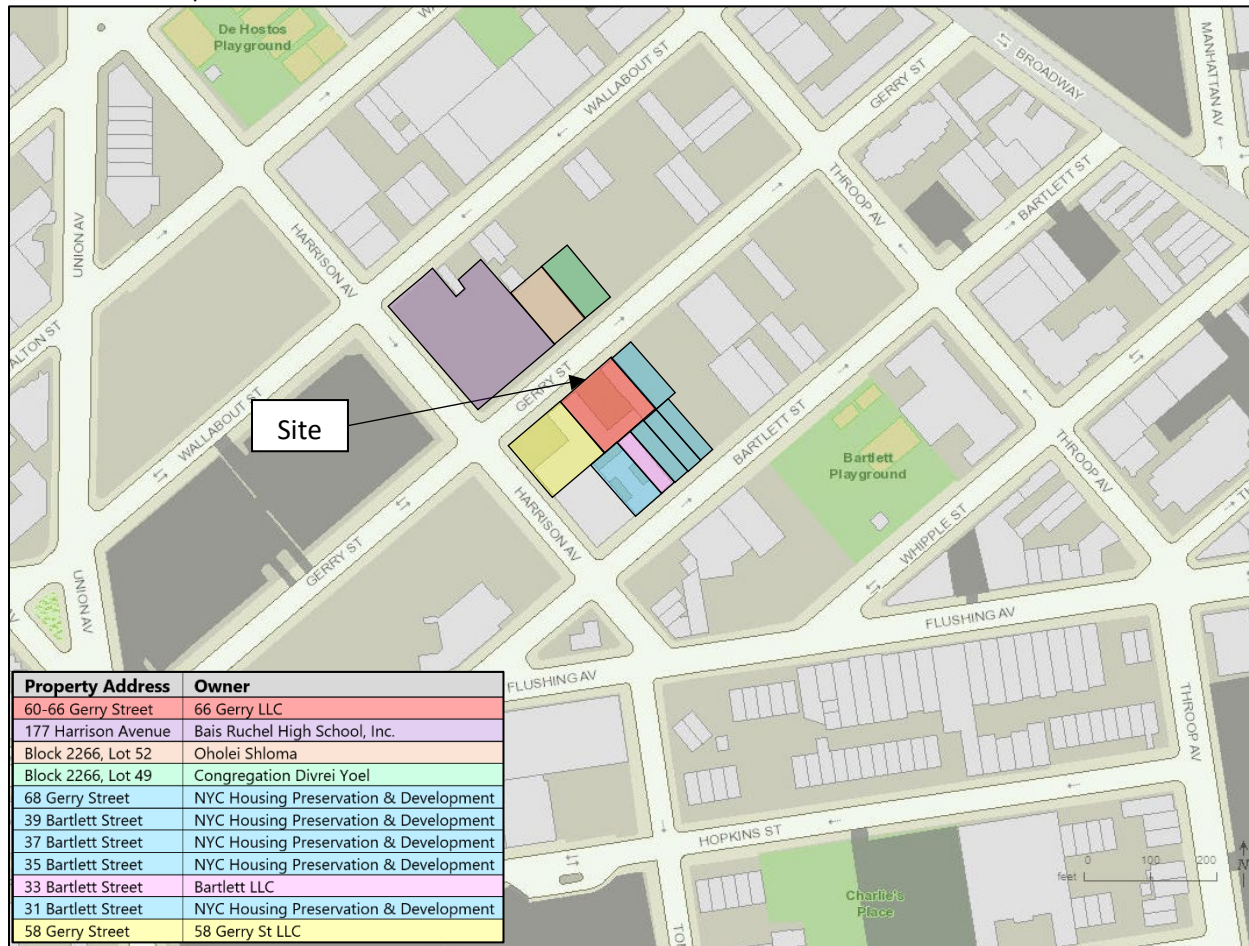 De Hostos
Playground
WALLABOUT ST
GERRY ST
BROADWAY
MANHATTAN AV
UNION AV
HARRISON AV
THROOP AV
BARTLETT ST
WALLABOUT ST
GERRY ST
Site
BARTLETT ST
Bartlett
Playground
THROOP AV
HARRISON AV
WHIPPLE ST
GERRY ST
UNION AV
FLUSHING AV
FLUSHING AV
THROOP AV
HOPKINS ST
Charlie's
Place
0 100 200
feet
N
Property Address Owner
60-66 Gerry Street 66 Gerry LLC
177 Harrison Avenue Bais Ruchel High School, Inc.
Block 2266, Lot 52 Oholei Shloma
Block 2266, Lot 49 Congregation Divrei Yoel
68 Gerry Street NYC Housing Preservation & Development
39 Bartlett Street NYC Housing Preservation & Development
37 Bartlett Street NYC Housing Preservation & Development
35 Bartlett Street NYC Housing Preservation & Development
33 Bartlett Street Bartlett LLC
31 Bartlett Street NYC Housing Preservation & Development
58 Gerry Street 58 Gerry St LLC